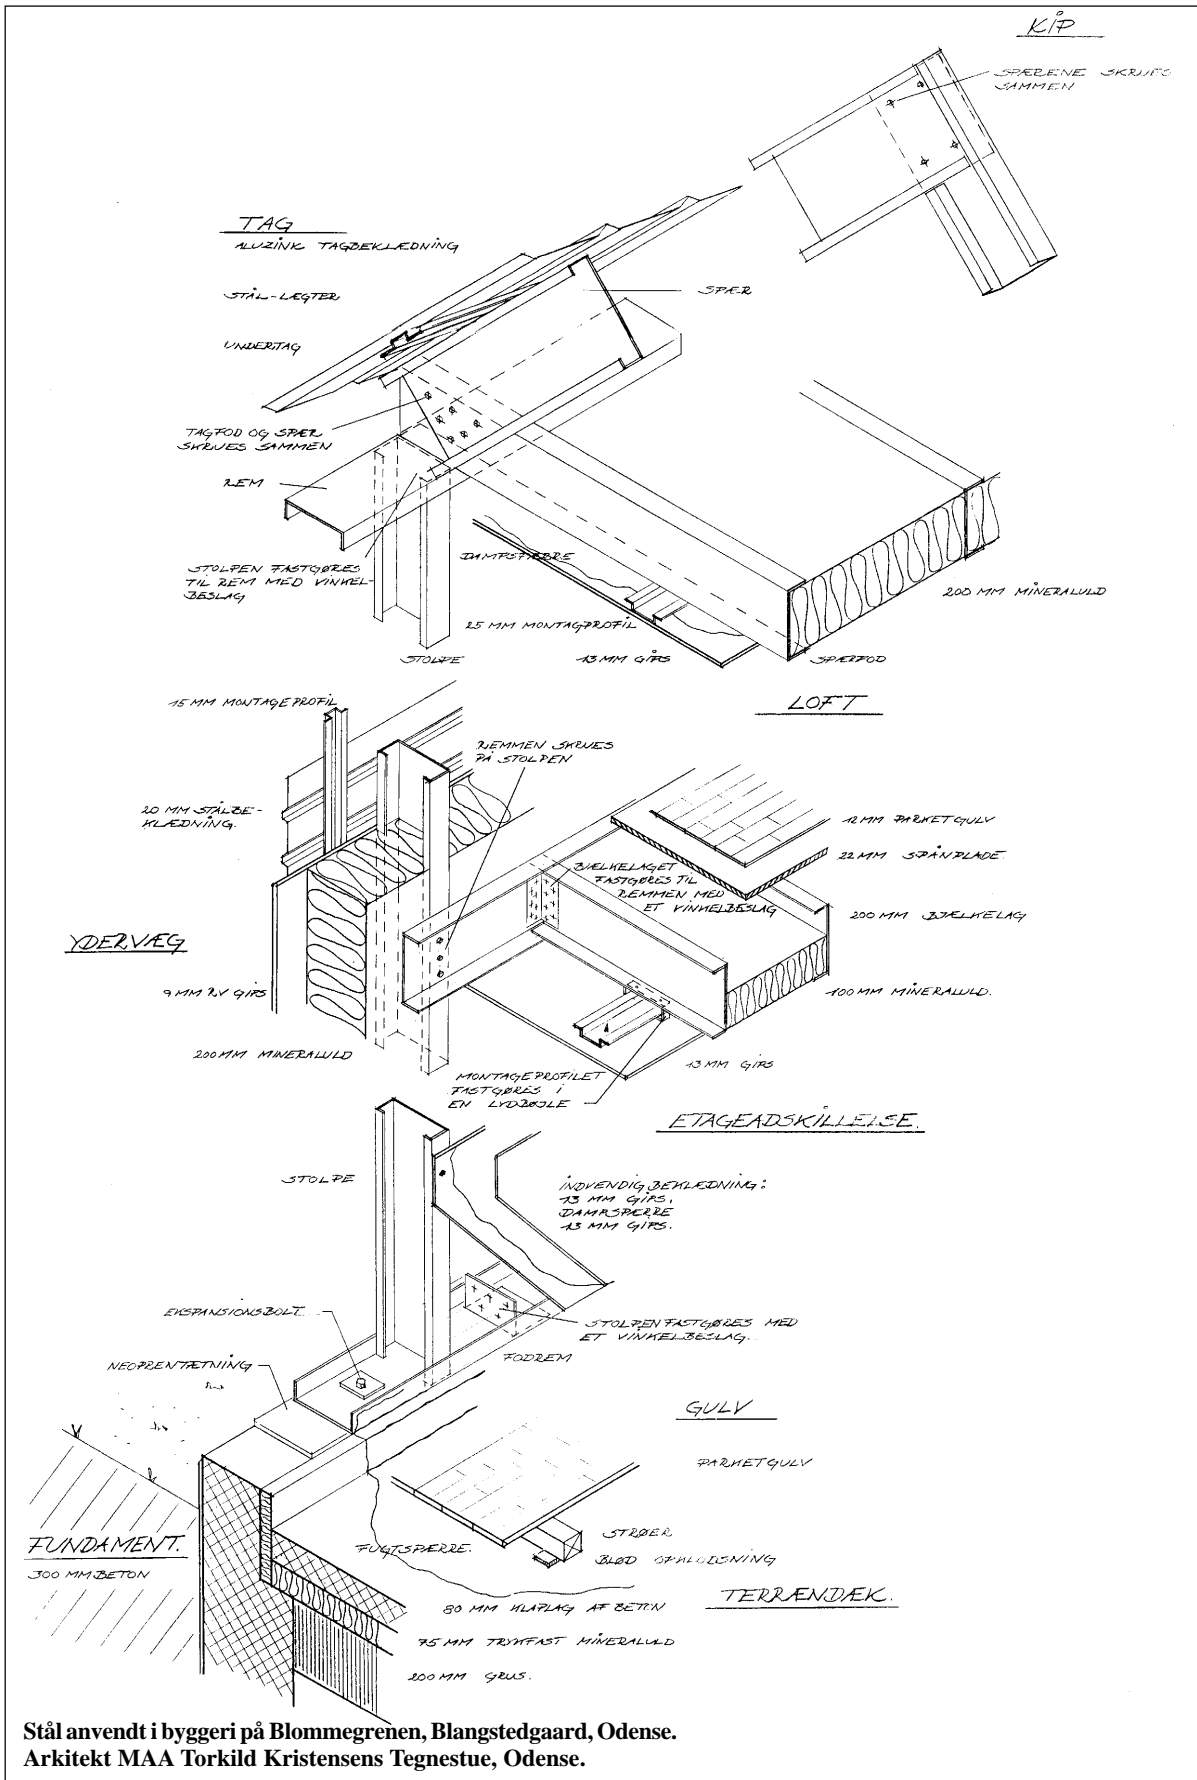 KIP
SPÆRENE SKRUES
SAMMEN
TAG
ALUZINK TAGBEKLÆDNING
STÅL-LÆGTER
SPÆR
UNDERTAG
TAGFOD OG SPÆR
SKRUES SAMMEN
REM
STOLPEN FASTGØRES
TIL REM MED VINKEL-
BESLAG
DAMPSPÆRRE
200 MM MINERALULD
25 MM MONTAGPROFIL
STOLPE
13 MM GIPS
SPÆRFOD
LOFT
15 MM MONTAGEPROFIL
REMMEN SKRUES
PÅ STOLPEN
20 MM STÅLBE-
KLÆDNING.
12 MM PARKETGULV
22 MM SPÅNPLADE.
BJÆLKELAGET
FASTGØRES TIL
REMMEN MED
ET VINKELBESLAG
200 MM BJÆLKELAG
YDERVÆG
9 MM RV GIPS
100 MM MINERALULD.
200 MM MINERALULD
13 MM GIPS
MONTAGEPROFILET
FASTGØRES I
EN LYDBØJLE
ETAGEADSKILLELSE.
STOLPE
INDVENDIG BEKLÆDNING:
13 MM GIPS,
DAMPSPÆRRE
13 MM GIPS.
EKSPANSIONSBOLT
STOLPEN FASTGØRES MED
ET VINKELBESLAG.
FODREM
NEOPRENTÆTNING
GULV
PARKETGULV
STRØER
BLØD OPKLODSNING
FUNDAMENT.
300 MM BETON
FUGTSPÆRRE.
TERRÆNDÆK.
80 MM KLAPLAG AF BETON
75 MM TRYKFAST MINERALULD
200 MM GRUS.
Stål anvendt i byggeri på Blommegrenen, Blangstedgaard, Odense.
Arkitekt MAA Torkild Kristensens Tegnestue, Odense.